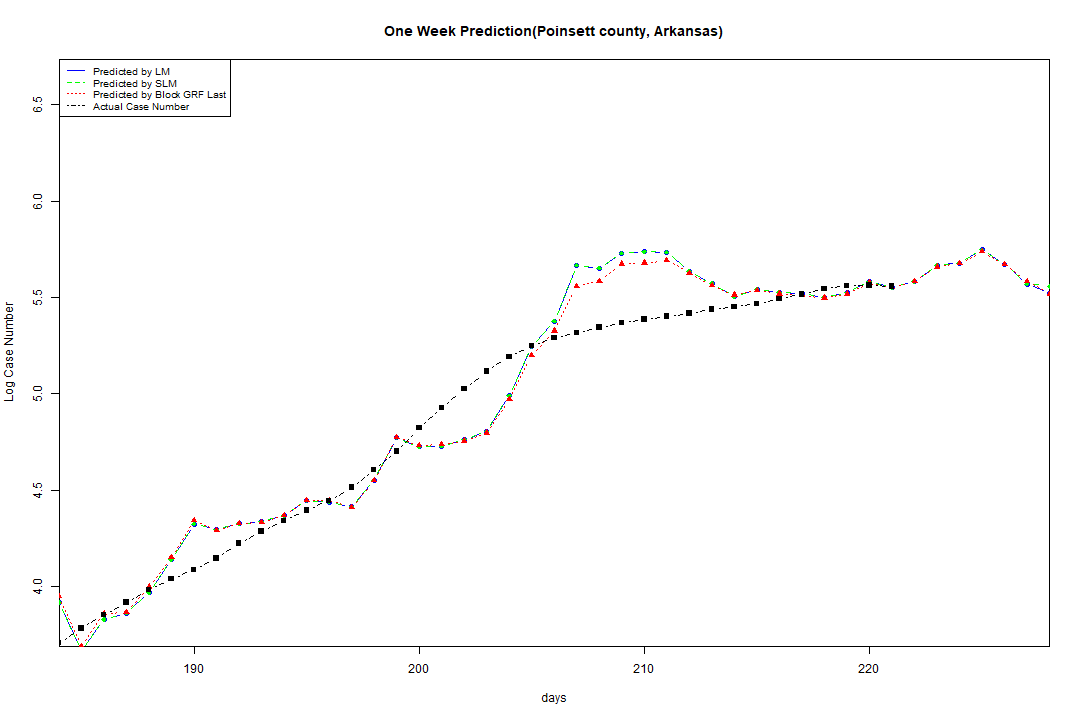 One Week Prediction(Poinsett county, Arkansas)
Predicted by LM
Predicted by SLM
Predicted by Block GRF Last
Actual Case Number
6.5
6.0
5.5
5.0
4.5
4.0
Log Case Number
190
200
210
220
days